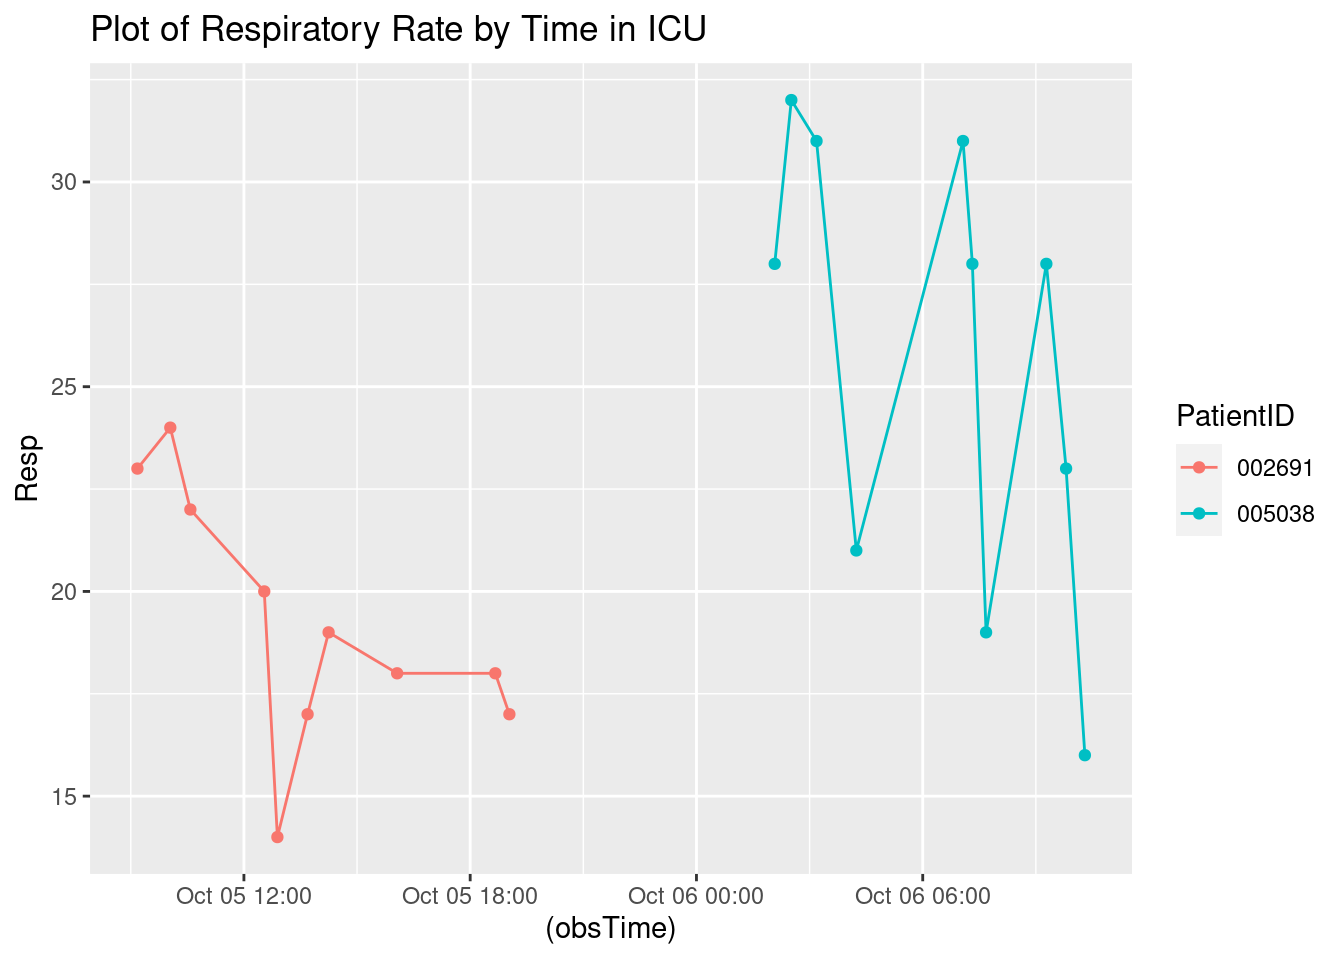 Plot of Respiratory Rate by Time in ICU
Resp
30
25
20
15
Oct 05 12:00
Oct 05 18:00
Oct 06 00:00
Oct 06 06:00
(obsTime)
PatientID
002691
005038